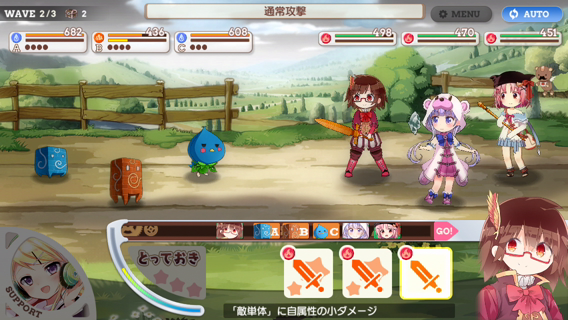 WAVE 2/3 2
通常攻撃
MENU
AUTO
682
436
608
498
470
451
A
B
C
A B C GO!
とっておき
SUPPORT
「敵単体」に自属性の小ダメージ